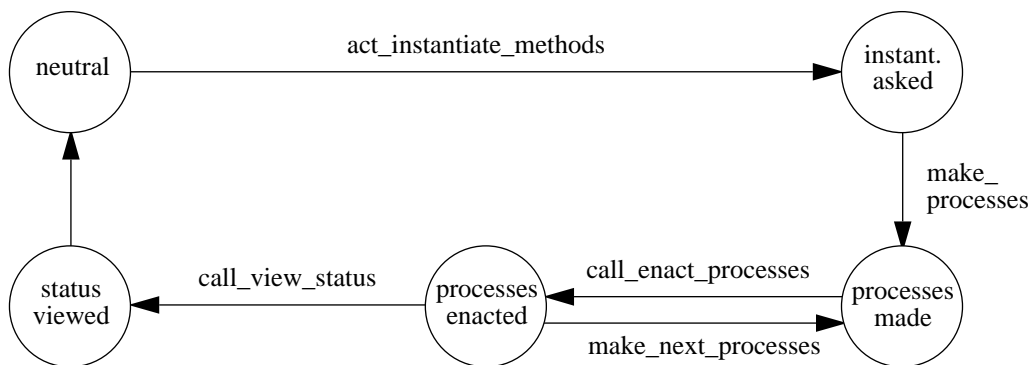 neutral
act_instantiate_methods
instant.
asked
make_
processes
status
viewed
call_view_status
processes
enacted
call_enact_processes
make_next_processes
processes
made